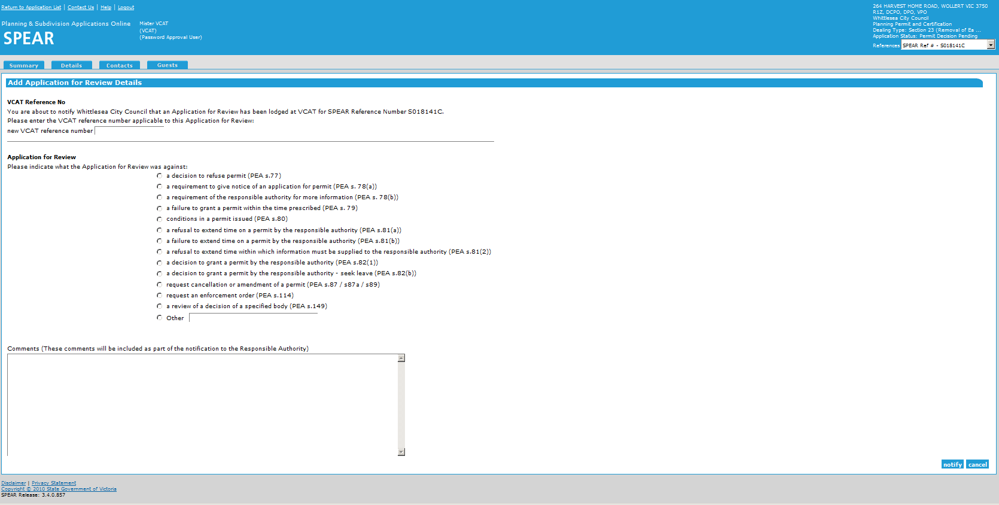 Return to Application List | Contact Us | Help | Logout
Planning & Subdivision Applications Online
SPEAR
Mister VCAT
(VCAT)
(Password Approval User)
264 HARVEST HOME ROAD, WOLLERT VIC 3750
R1Z, DCPO, DPO, VPO
Whittlesea City Council
Planning Permit and Certification
Dealing Type: Section 23 (Removal of Ea ...
Application Status: Permit Decision Pending
References SPEAR Ref # - S018141C
Summary Details Contacts Guests
Add Application for Review Details
VCAT Reference No
You are about to notify Whittlesea City Council that an Application for Review has been lodged at VCAT for SPEAR Reference Number S018141C.
Please enter the VCAT reference number applicable to this Application for Review:
new VCAT reference number
Application for Review
Please indicate what the Application for Review was against:
a decision to refuse permit (PEA s.77)
a requirement to give notice of an application for permit (PEA s. 78(a))
a requirement of the responsible authority for more information (PEA s. 78(b))
a failure to grant a permit within the time prescribed (PEA s. 79)
conditions in a permit issued (PEA s.80)
a refusal to extend time on a permit by the responsible authority (PEA s.81(a))
a failure to extend time on a permit by the responsible authority (PEA s.81(b))
a refusal to extend time within which information must be supplied to the responsible authority (PEA s.81(2))
a decision to grant a permit by the responsible authority (PEA s.82(1))
a decision to grant a permit by the responsible authority - seek leave (PEA s.82(b))
request cancellation or amendment of a permit (PEA s.87 / s87a / s89)
request an enforcement order (PEA s.114)
a review of a decision of a specified body (PEA s.149)
Other
Comments (These comments will be included as part of the notification to the Responsible Authority)
notify cancel
Disclaimer | Privacy Statement
Copyright © 2010 State Government of Victoria
SPEAR Release: 3.4.0.857